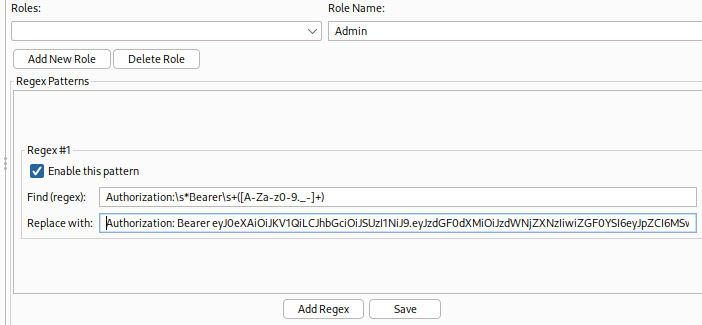 Roles:
Role Name:
Admin
Add New Role
Delete Role
Regex Patterns
Regex #1
Enable this pattern
Find (regex):
Authorization:\s*Bearer\s+([A-Za-z0-9._-]+)
Replace with:
Authorization: Bearer eyJ0eXAiOiJKV1QiLCJhbGciOiJSUzI1NiJ9.eyJzdGF0dXMiOiJzdWNjZXNzIiwiZGF0YSI6eyJpZCI6MSw
Add Regex
Save